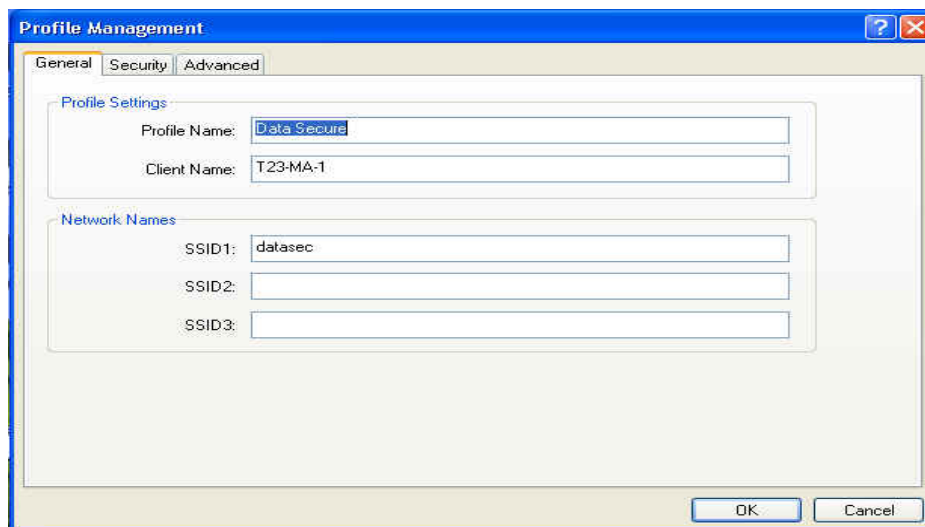 Profile Management
General Security Advanced
Profile Settings
Profile Name: Data Secure
Client Name: T23-MA-1
Network Names
SSID1: datasec
SSID2:
SSID3:
OK Cancel